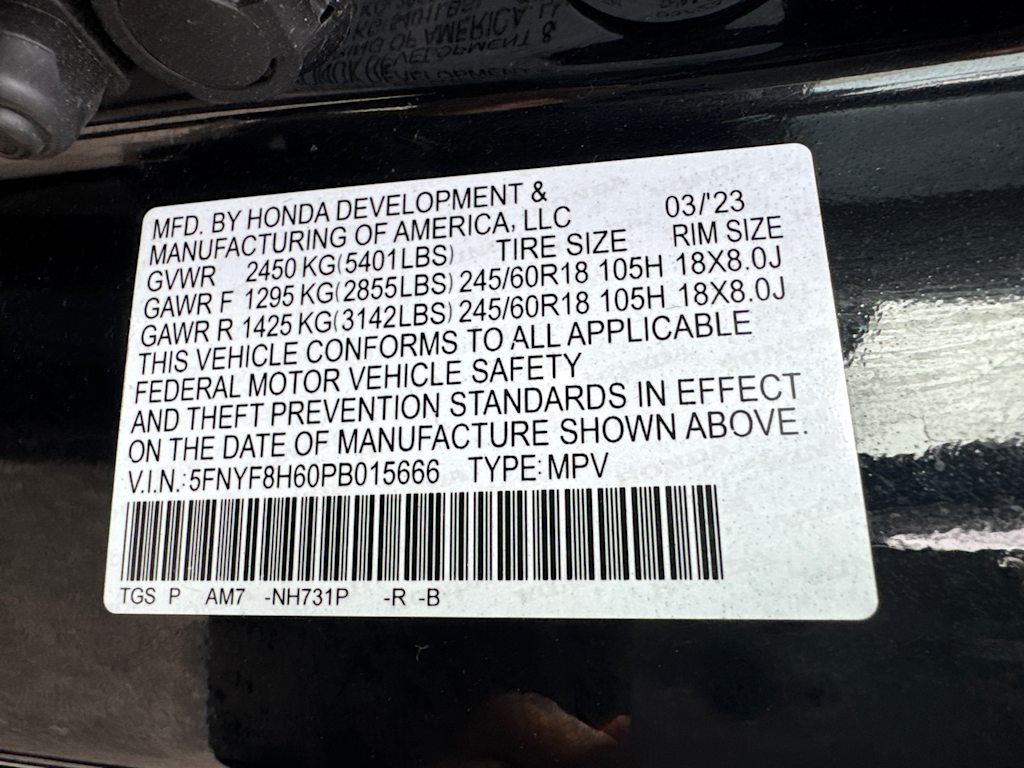 MFD. BY HONDA DEVELOPMENT &
MANUFACTURING OF AMERICA, LLC 03/'23
GVWR 2450 KG(5401LBS) TIRE SIZE RIM SIZE
GAWR F 1295 KG(2855LBS) 245/60R18 105H 18X8.0J
GAWR R 1425 KG(3142LBS) 245/60R18 105H 18X8.0J
THIS VEHICLE CONFORMS TO ALL APPLICABLE
FEDERAL MOTOR VEHICLE SAFETY
AND THEFT PREVENTION STANDARDS IN EFFECT
ON THE DATE OF MANUFACTURE SHOWN ABOVE.
V.I.N.: 5FNYF8H60PB015666 TYPE: MPV
TGS P AM7 -NH731P -R -B